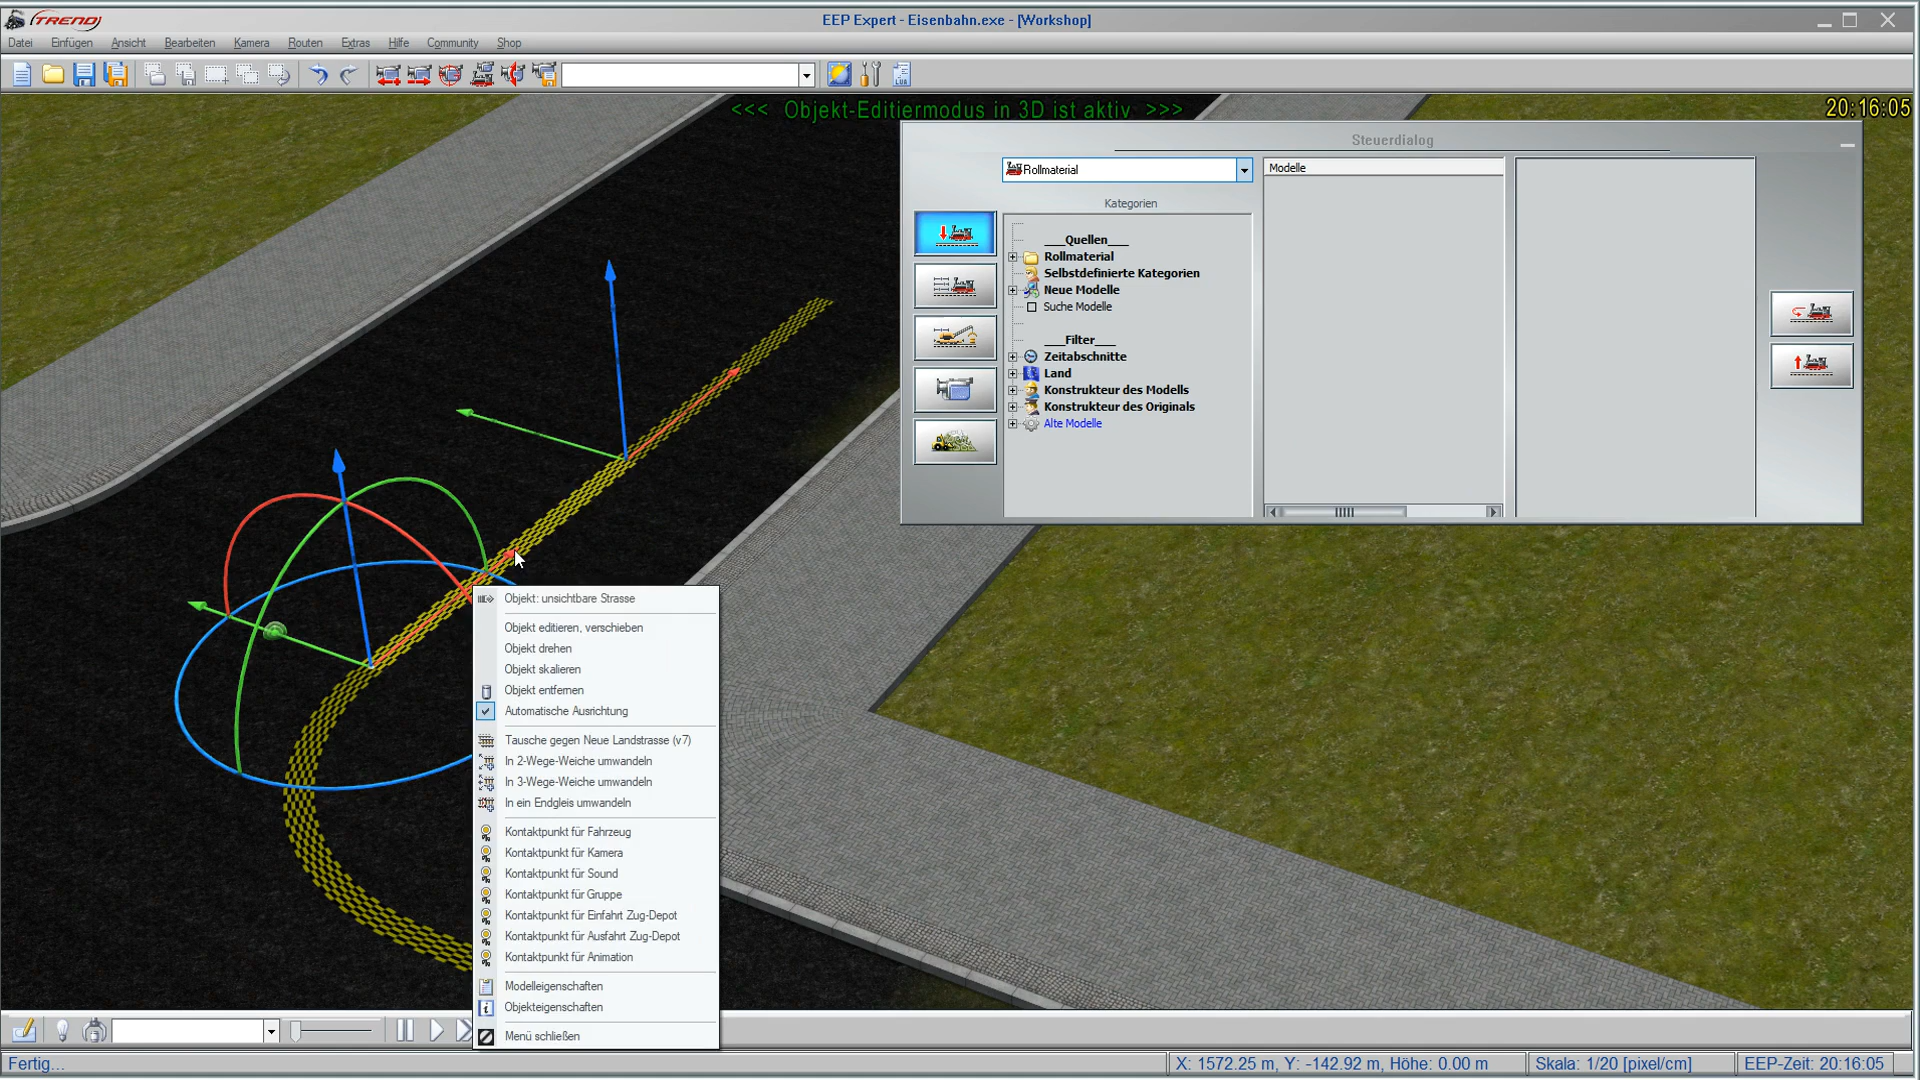 TREND
EEP Expert - Eisenbahn.exe - [Workshop]
Datei Einfügen Ansicht Bearbeiten Kamera Routen Extras Hilfe Community Shop
LUA
<<< Objekt-Editiermodus in 3D ist aktiv >>>
20:16:05
Steuerdialog
Rollmaterial
Modelle
Kategorien
___Quellen___
Rollmaterial
Selbstdefinierte Kategorien
Neue Modelle
Suche Modelle
___Filter___
Zeitabschnitte
Land
Konstrukteur des Modells
Konstrukteur des Originals
Alte Modelle
Objekt: unsichtbare Strasse
Objekt editieren, verschieben
Objekt drehen
Objekt skalieren
Objekt entfernen
Automatische Ausrichtung
Tausche gegen Neue Landstrasse (v7)
In 2-Wege-Weiche umwandeln
In 3-Wege-Weiche umwandeln
In ein Endgleis umwandeln
Kontaktpunkt für Fahrzeug
Kontaktpunkt für Kamera
Kontaktpunkt für Sound
Kontaktpunkt für Gruppe
Kontaktpunkt für Einfahrt Zug-Depot
Kontaktpunkt für Ausfahrt Zug-Depot
Kontaktpunkt für Animation
Modelleigenschaften
Objekteigenschaften
Menü schließen
Fertig...
X: 1572.25 m, Y: -142.92 m, Höhe: 0.00 m
Skala: 1/20 [pixel/cm]
EEP-Zeit: 20:16:05